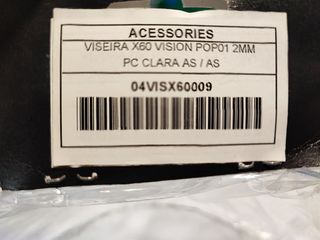 ACESSORIES
VISEIRA X60 VISION POP01 2MM
PC CLARA AS / AS
04VISX60009